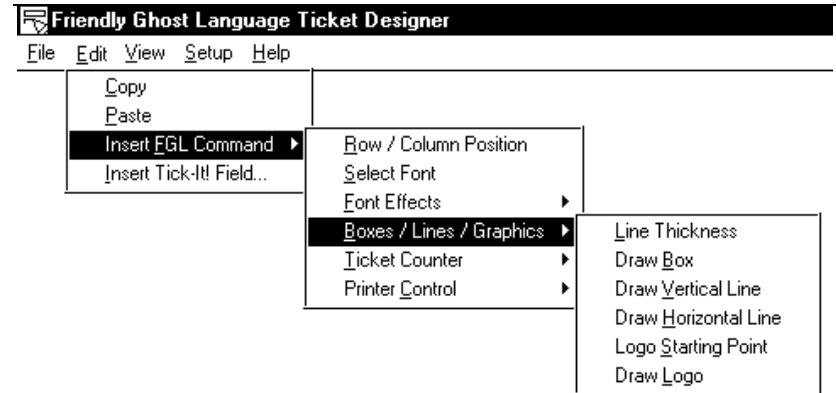 Friendly Ghost Language Ticket Designer
File Edit View Setup Help
Copy
Paste
Insert FGL Command
Insert Tick-It! Field...
Row / Column Position
Select Font
Font Effects
Boxes / Lines / Graphics
Ticket Counter
Printer Control
Line Thickness
Draw Box
Draw Vertical Line
Draw Horizontal Line
Logo Starting Point
Draw Logo